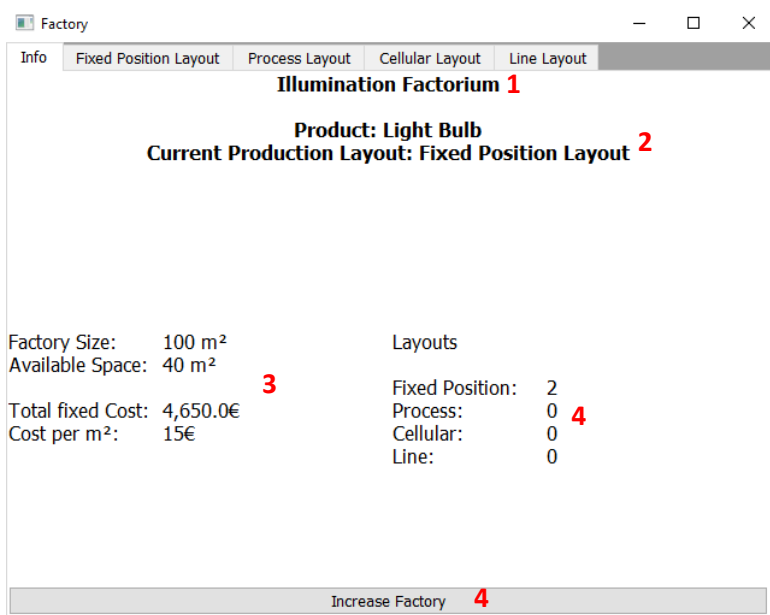 Factory
Info Fixed Position Layout Process Layout Cellular Layout Line Layout
Illumination Factorium 1
Product: Light Bulb
Current Production Layout: Fixed Position Layout 2
Factory Size: 100 m²
Available Space: 40 m²
Total fixed Cost: 4,650.0€
Cost per m²: 15€
3
Layouts
Fixed Position: 2
Process: 0
Cellular: 0
Line: 0
4
Increase Factory 4